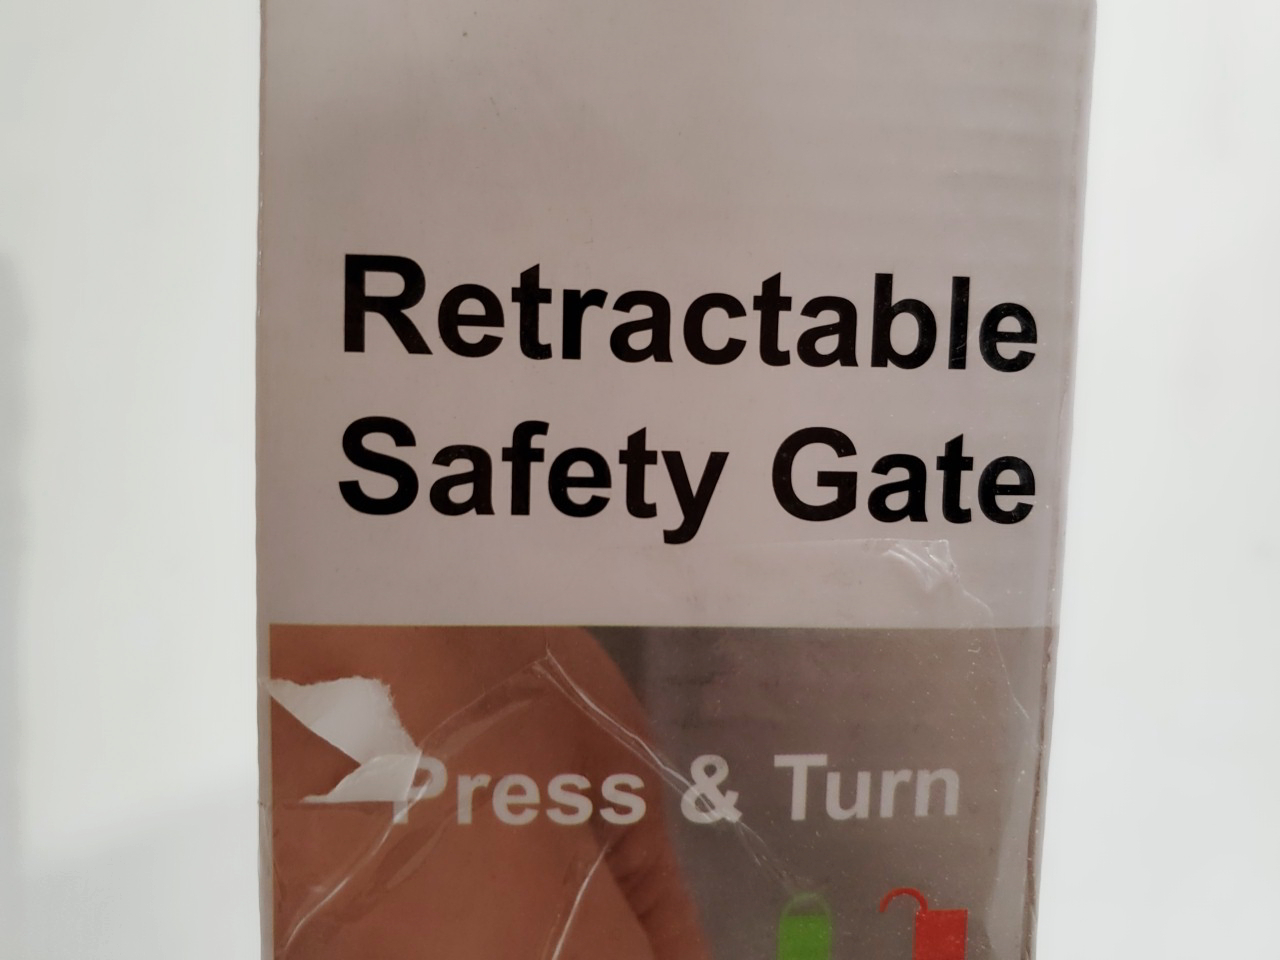 Retractable
Safety Gate
Press & Turn